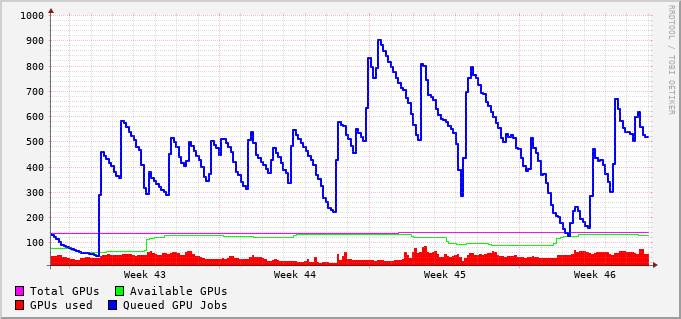 1000
900
800
700
600
500
400
300
200
100
Week 43 Week 44 Week 45 Week 46
Total GPUs Available GPUs
GPUs used Queued GPU Jobs
RRDTOOL / TOBI OETIKER